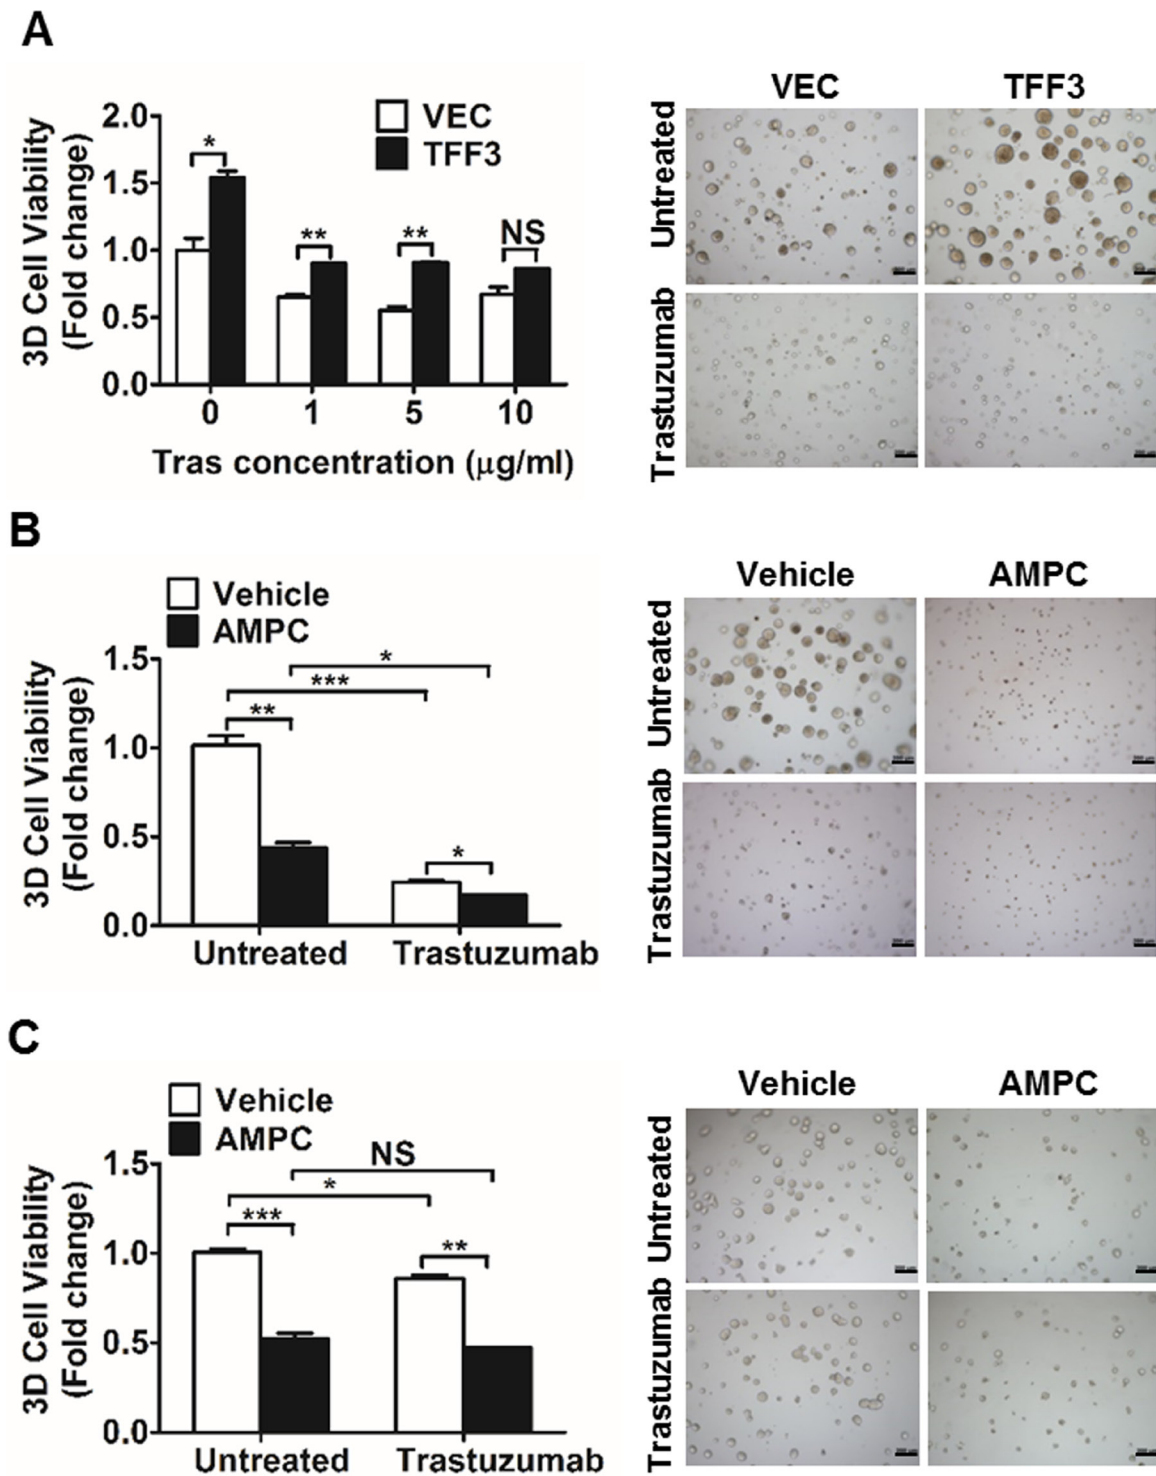 A
3D Cell Viability
(Fold change)
2.0
1.5
1.0
0.5
0.0
VEC
TFF3
*
**
**
NS
0 1 5 10
Tras concentration (μg/ml)
VEC TFF3
Untreated
Trastuzumab
B
3D Cell Viability
(Fold change)
Vehicle
AMPC
1.5
1.0
0.5
0.0
*
***
**
*
Untreated Trastuzumab
Vehicle AMPC
Untreated
Trastuzumab
C
3D Cell Viability
(Fold change)
Vehicle
AMPC
1.5
1.0
0.5
0.0
NS
*
***
**
Untreated Trastuzumab
Vehicle AMPC
Untreated
Trastuzumab